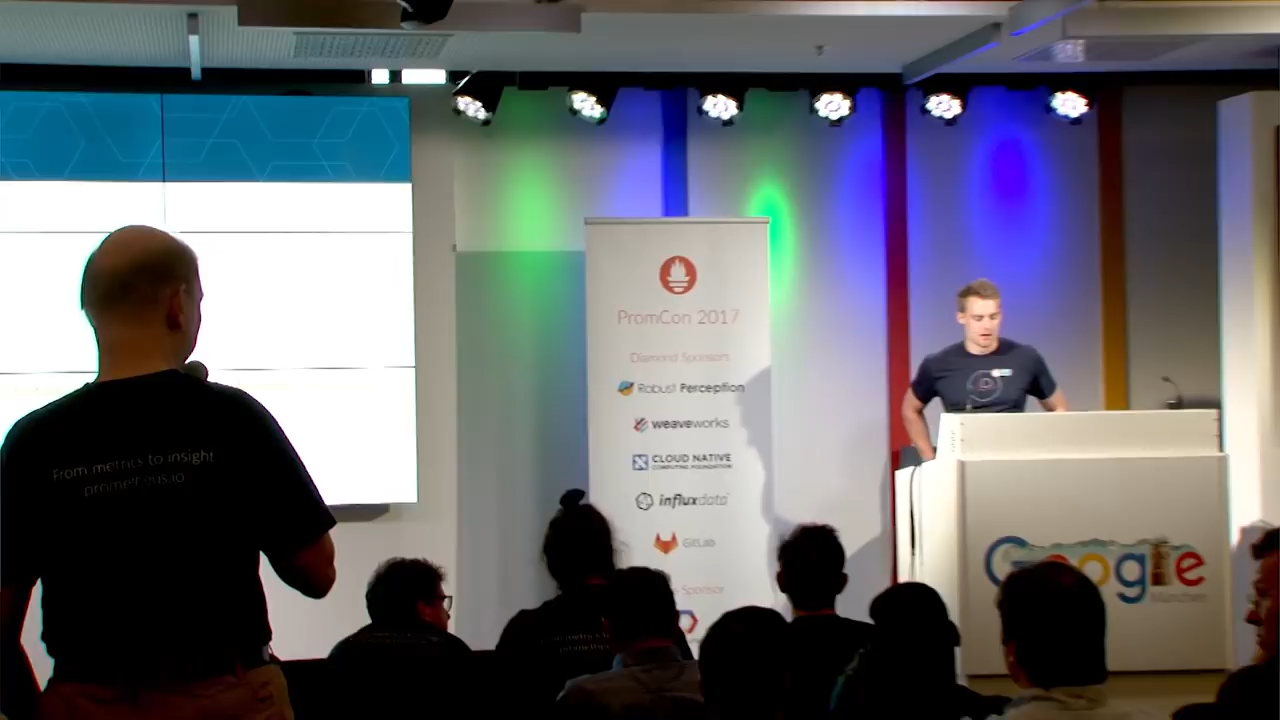 PromCon 2017
Diamond Sponsors
Robust Perception
weaveworks
CLOUD NATIVE
COMPUTING FOUNDATION
influxdata
GitLab
Sponsor
From metrics to insight
prometheus.io
Google
München